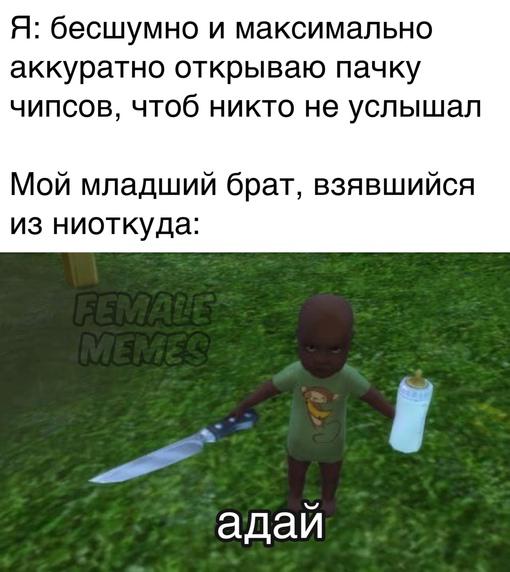 Я: бесшумно и максимально
аккуратно открываю пачку
чипсов, чтоб никто не услышал
Мой младший брат, взявшийся
из ниоткуда:
FEMALE
MEMES
адай